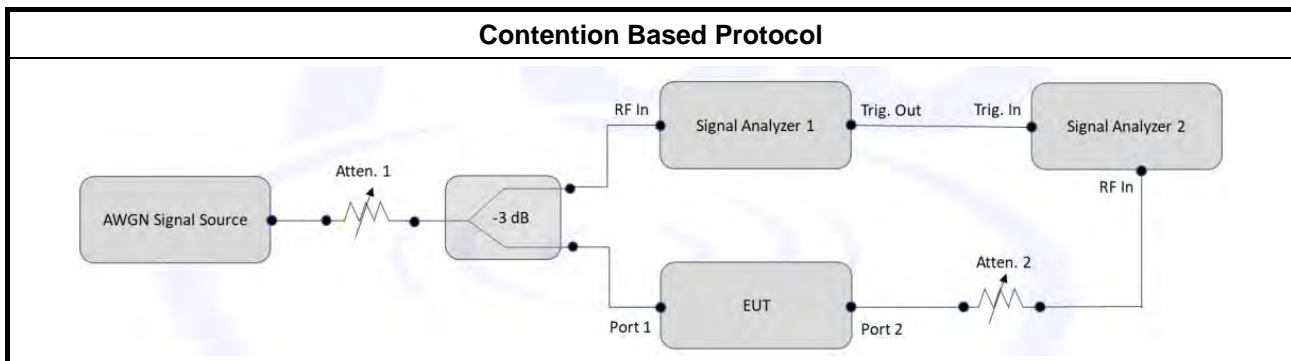 Contention Based Protocol
RF In
Signal Analyzer 1
Trig. Out
Trig. In
Signal Analyzer 2
Atten. 1
RF In
AWGN Signal Source
-3 dB
Atten. 2
EUT
Port 1
Port 2